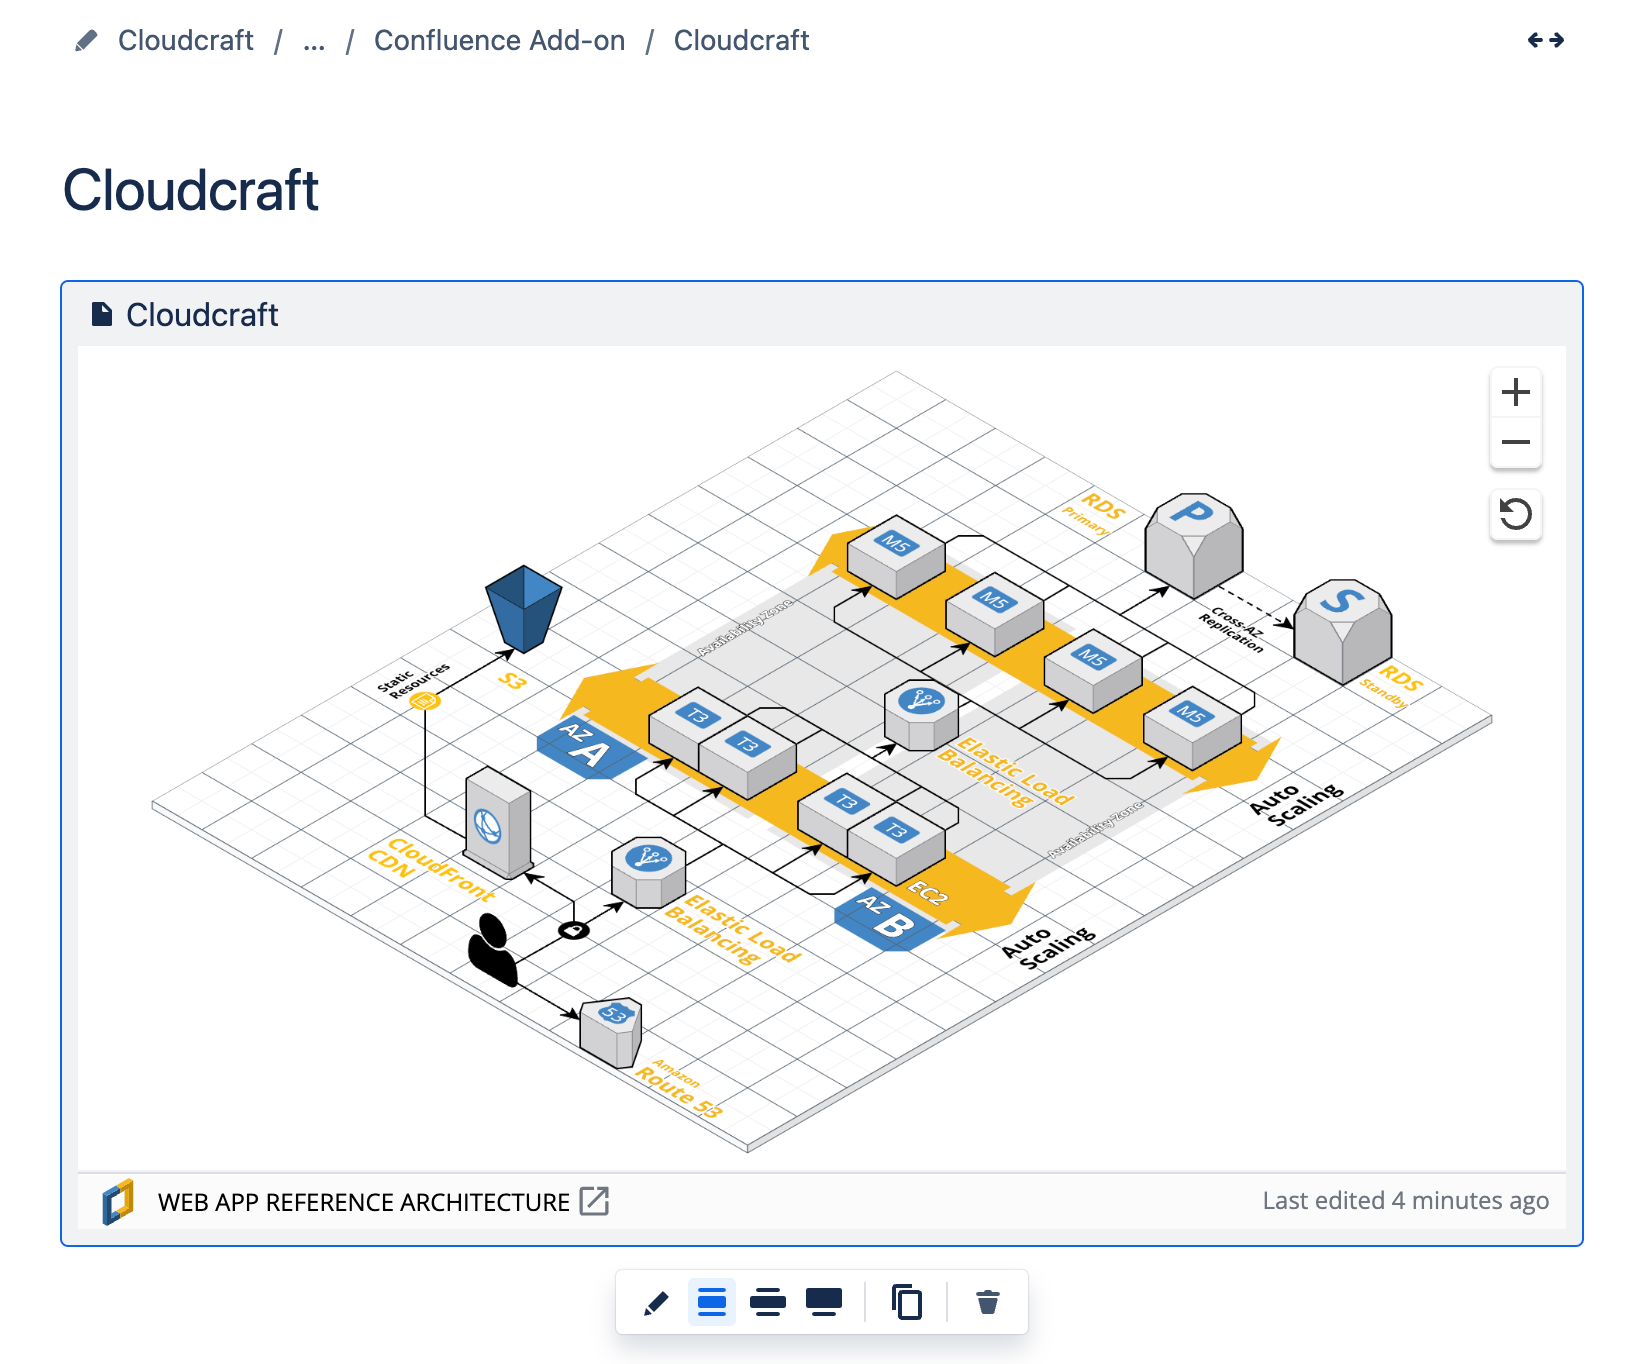 Cloudcraft / ... / Confluence Add-on / Cloudcraft
Cloudcraft
Cloudcraft
RDS
Primary
P
M5
M5
M5
M5
S
Cross-AZ
Replication
RDS
Standby
Availability Zone
Static
Resources
S3
T3
T3
T3
T3
AZ A
Elastic Load
Balancing
Auto
Scaling
Availability Zone
CloudFront
CDN
EC2
AZ B
Elastic Load
Balancing
Auto
Scaling
53
Amazon
Route 53
WEB APP REFERENCE ARCHITECTURE
Last edited 4 minutes ago